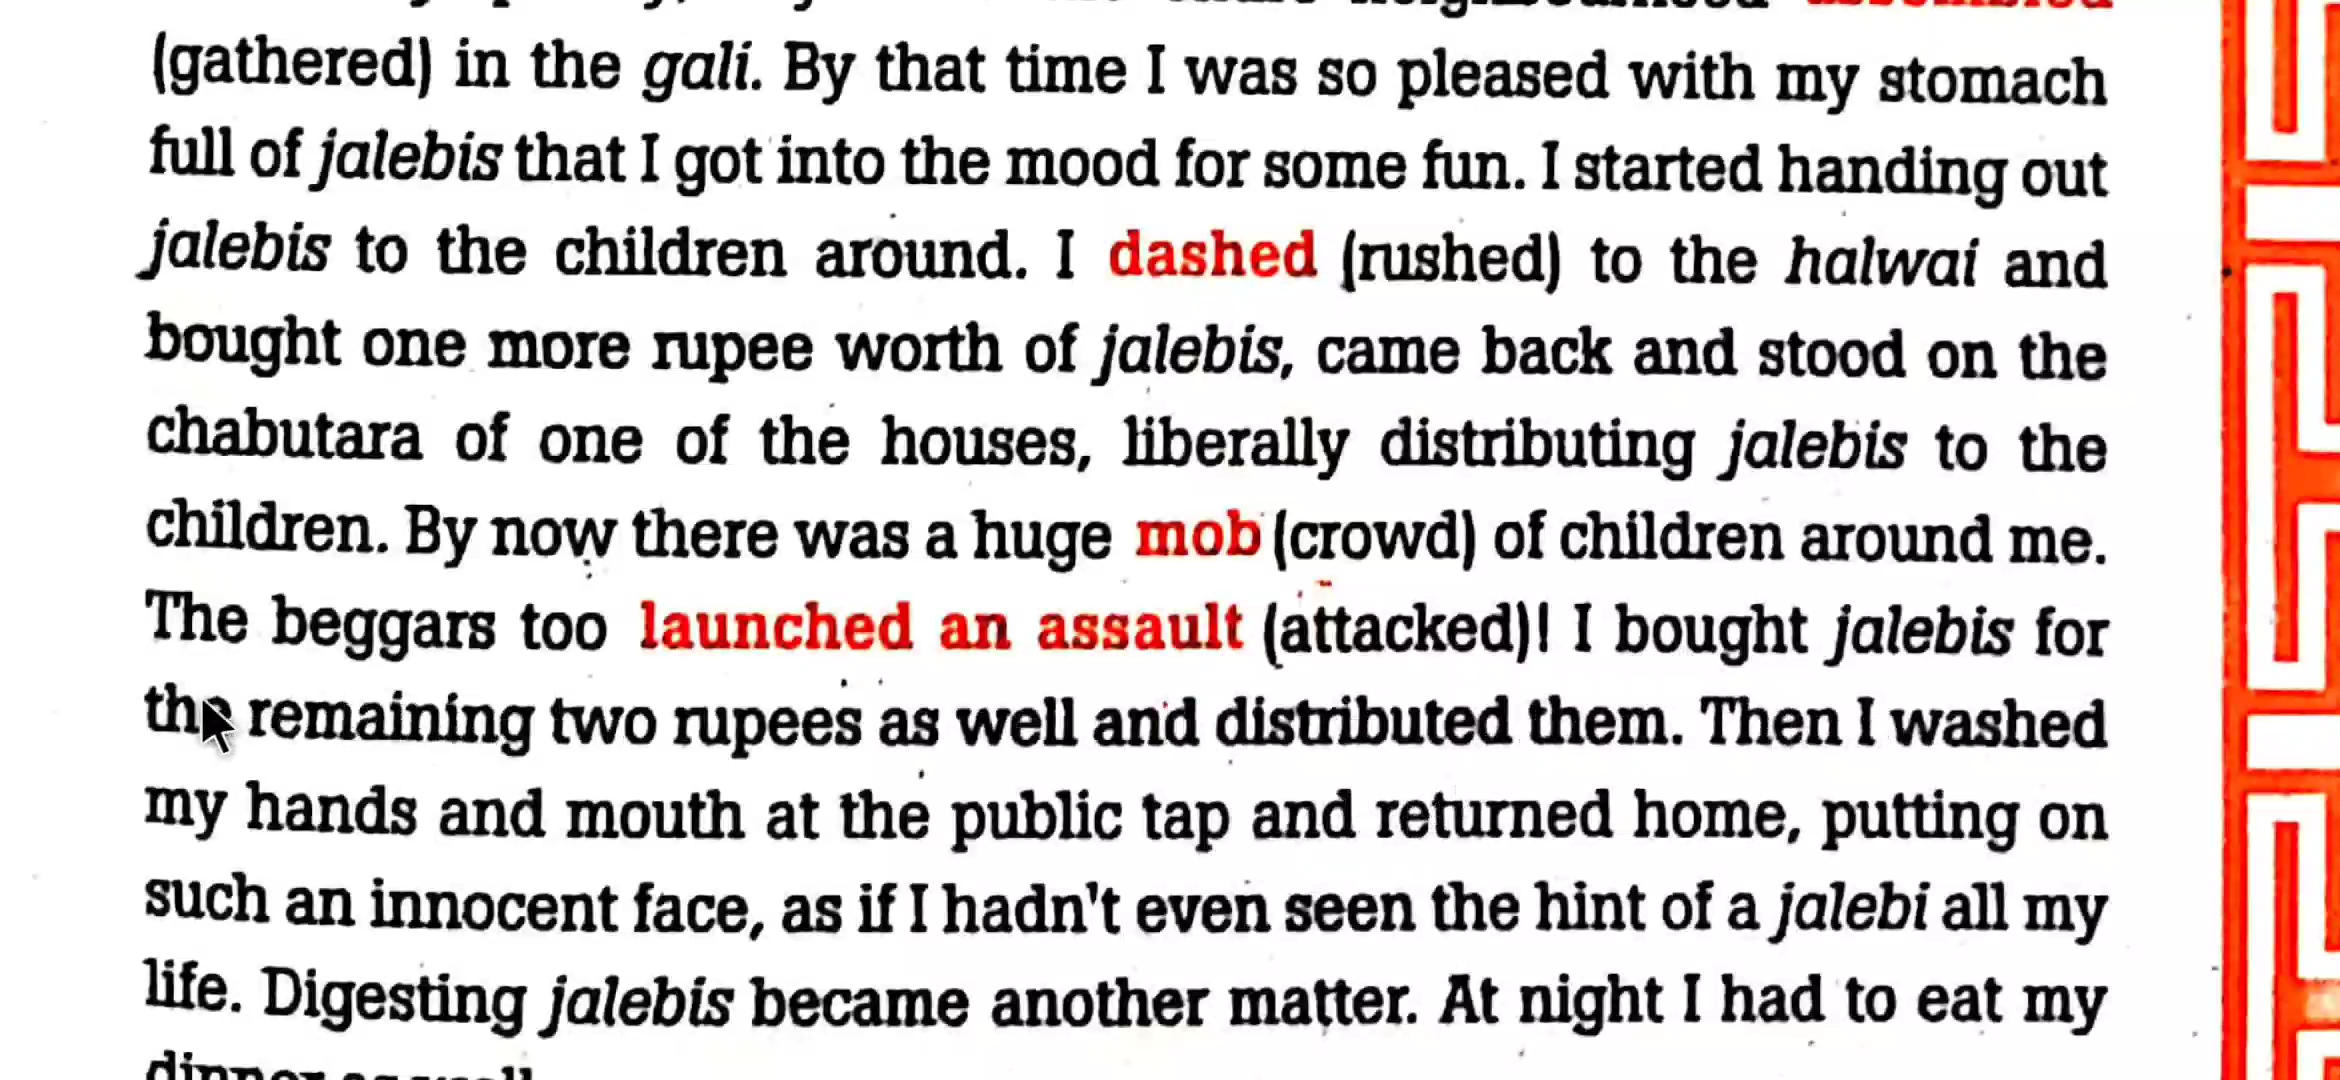 neighbourhood assembled
(gathered) in the gali. By that time I was so pleased with my stomach
full of jalebis that I got into the mood for some fun. I started handing out
jalebis to the children around. I dashed (rushed) to the halwai and
bought one more rupee worth of jalebis, came back and stood on the
chabutara of one of the houses, liberally distributing jalebis to the
children. By now there was a huge mob (crowd) of children around me.
The beggars too launched an assault (attacked)! I bought jalebis for
the remaining two rupees as well and distributed them. Then I washed
my hands and mouth at the public tap and returned home, putting on
such an innocent face, as if I hadn't even seen the hint of a jalebi all my
life. Digesting jalebis became another matter. At night I had to eat my
dinner as well